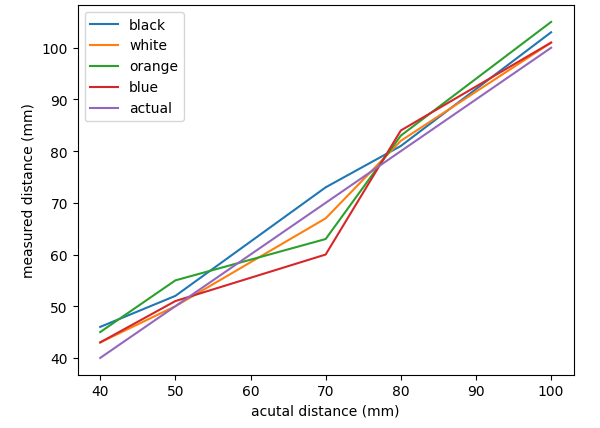 black
white
orange
blue
actual
measured distance (mm)
100
90
80
70
60
50
40
40 50 60 70 80 90 100
acutal distance (mm)